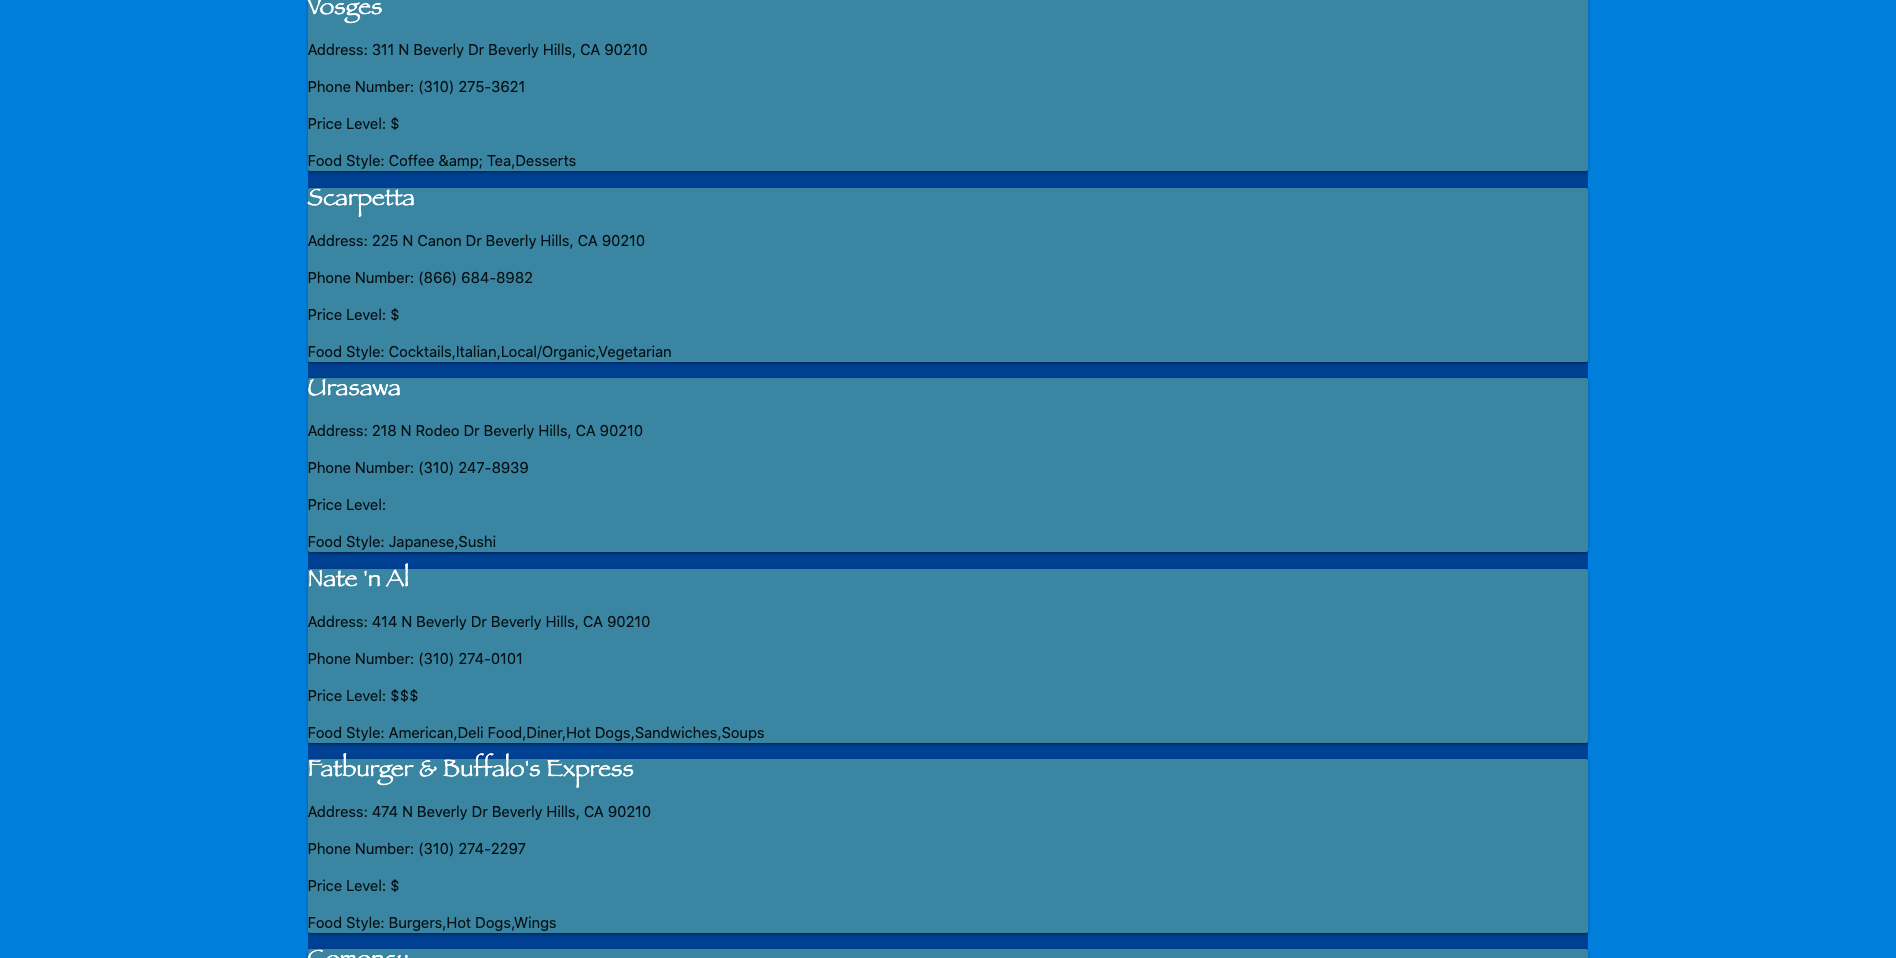 Vosges
Address: 311 N Beverly Dr Beverly Hills, CA 90210
Phone Number: (310) 275-3621
Price Level: $
Food Style: Coffee &amp; Tea,Desserts
Scarpetta
Address: 225 N Canon Dr Beverly Hills, CA 90210
Phone Number: (866) 684-8982
Price Level: $
Food Style: Cocktails,Italian,Local/Organic,Vegetarian
Urasawa
Address: 218 N Rodeo Dr Beverly Hills, CA 90210
Phone Number: (310) 247-8939
Price Level:
Food Style: Japanese,Sushi
Nate 'n Al
Address: 414 N Beverly Dr Beverly Hills, CA 90210
Phone Number: (310) 274-0101
Price Level: $$$
Food Style: American,Deli Food,Diner,Hot Dogs,Sandwiches,Soups
Fatburger & Buffalo's Express
Address: 474 N Beverly Dr Beverly Hills, CA 90210
Phone Number: (310) 274-2297
Price Level: $
Food Style: Burgers,Hot Dogs,Wings